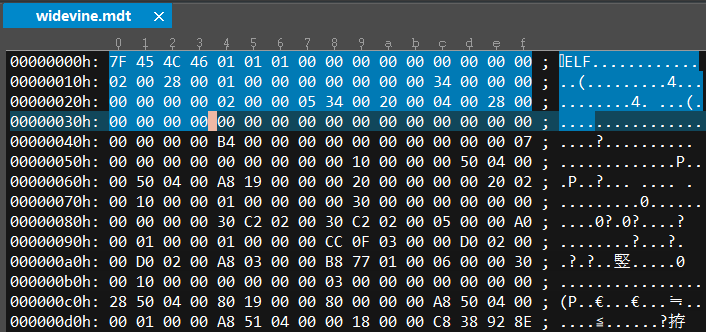 widevine.mdt ×
0 1 2 3 4 5 6 7 8 9 a b c d e f
00000000h: 7F 45 4C 46 01 01 01 00 00 00 00 00 00 00 00 00 ; ELF............
00000010h: 02 00 28 00 01 00 00 00 00 00 00 00 34 00 00 00 ; ..(.........4...
00000020h: 00 00 00 00 02 00 00 05 34 00 20 00 04 00 28 00 ; ........4. ...(.
00000030h: 00 00 00 00 00 00 00 00 00 00 00 00 00 00 00 00 ; ................
00000040h: 00 00 00 00 B4 00 00 00 00 00 00 00 00 00 00 07 ; ....?...........
00000050h: 00 00 00 00 00 00 00 00 00 10 00 00 00 50 04 00 ; .............P..
00000060h: 00 50 04 00 A8 19 00 00 00 20 00 00 00 00 20 02 ; .P..?... .... .
00000070h: 00 10 00 00 01 00 00 00 00 30 00 00 00 00 00 00 ; .........0......
00000080h: 00 00 00 30 C2 02 00 30 C2 02 00 05 00 00 A0 ; ....0?.0?....?
00000090h: 00 01 00 00 01 00 00 00 CC 0F 03 00 00 D0 02 00 ; ........?...?.
000000a0h: 00 D0 02 00 A8 03 00 00 B8 77 01 00 06 00 00 30 ; .?.?..竪.....0
000000b0h: 00 10 00 00 00 00 00 00 03 00 00 00 00 00 00 00 ; ................
000000c0h: 28 50 04 00 80 19 00 00 80 00 00 00 A8 50 04 00 ; (P..€...€...≒..
000000d0h: 00 01 00 00 A8 51 04 00 00 18 00 00 C8 38 92 8E ; ....≦......?拵